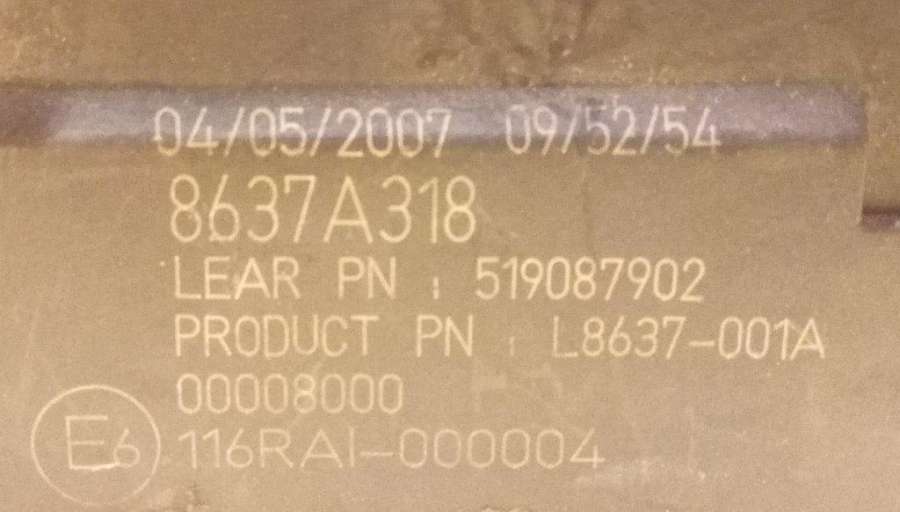 04/05/2007 09/52/54
8637A318
LEAR PN : 519087902
PRODUCT PN : L8637-001A
00008000
E6 116RAI-000004